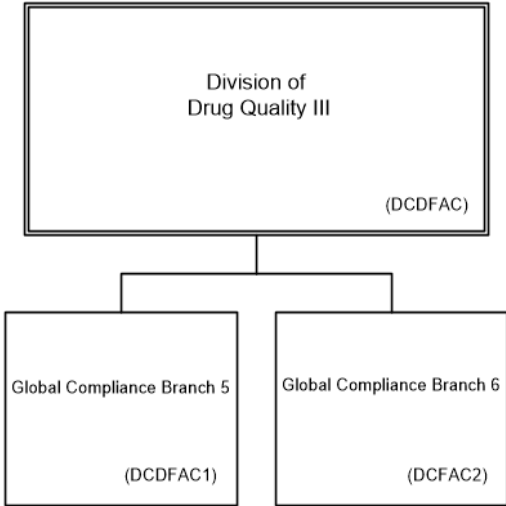 Division of
Drug Quality III
(DCDFAC)
Global Compliance Branch 5
(DCDFAC1)
Global Compliance Branch 6
(DCFAC2)